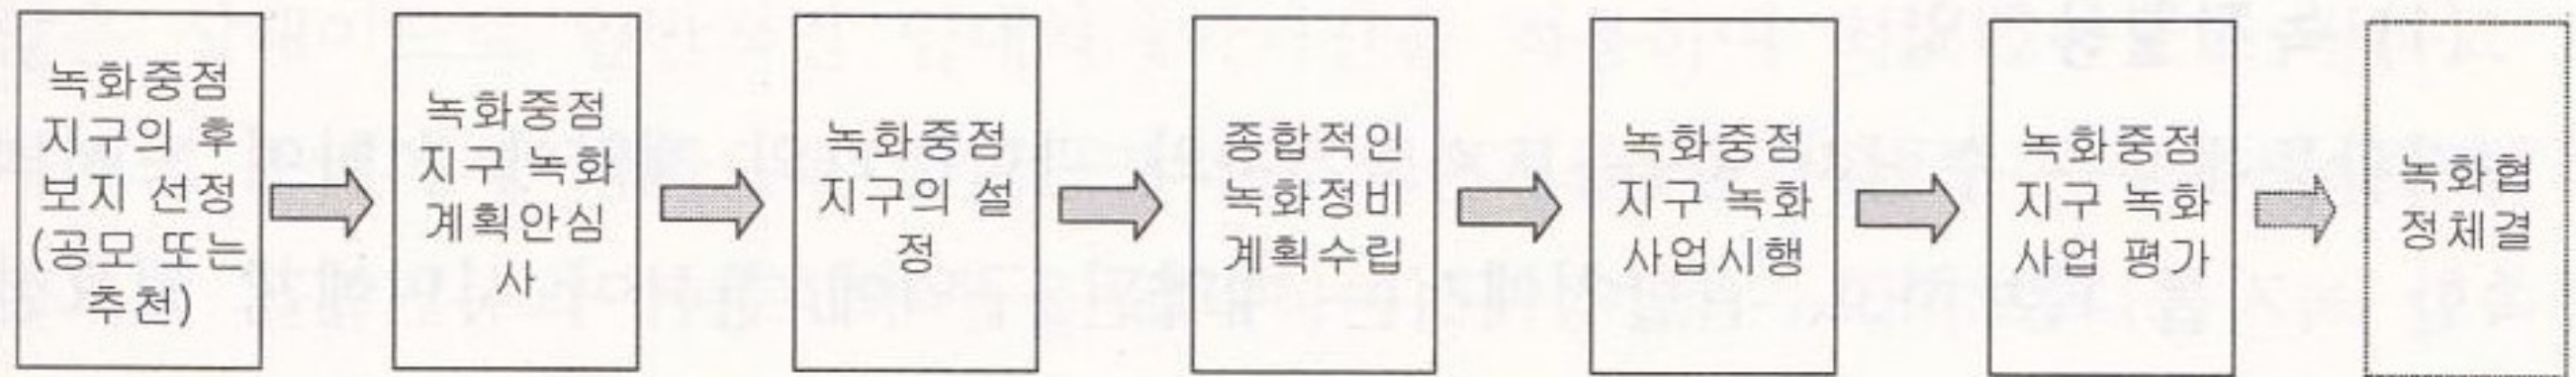 녹화중점
지구의 후
보지 선정
(공모 또는
추천)
녹화중점
지구 녹화
계획안심
사
녹화중점
지구의 설
정
종합적인
녹화정비
계획수립
녹화중점
지구 녹화
사업시행
녹화중점
지구 녹화
사업 평가
녹화협
정체결